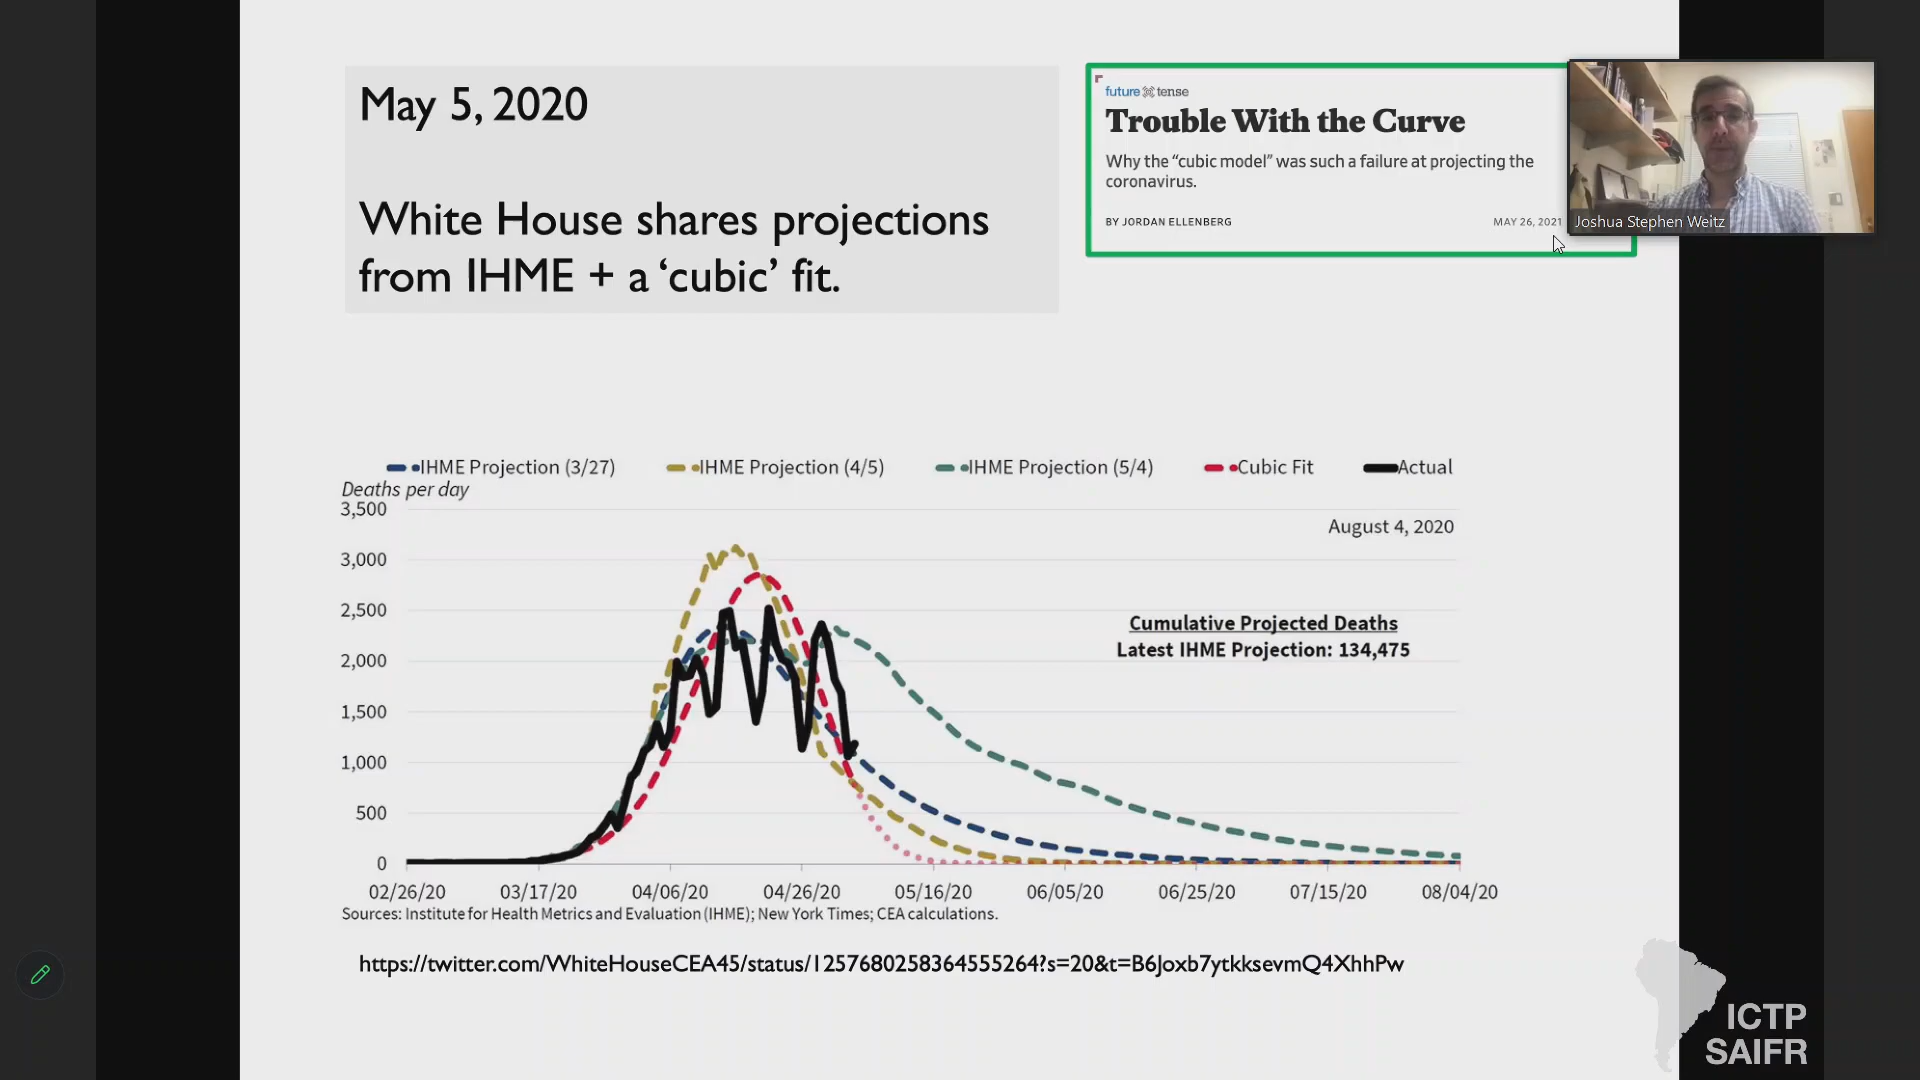 May 5, 2020
White House shares projections
from IHME + a ‘cubic’ fit.
future tense
Trouble With the Curve
Why the “cubic model” was such a failure at projecting the
coronavirus.
BY JORDAN ELLENBERG
MAY 26, 2021
Joshua Stephen Weitz
IHME Projection (3/27)
IHME Projection (4/5)
IHME Projection (5/4)
Cubic Fit
Actual
Deaths per day
3,500
3,000
2,500
2,000
1,500
1,000
500
0
August 4, 2020
Cumulative Projected Deaths
Latest IHME Projection: 134,475
02/26/20 03/17/20 04/06/20 04/26/20 05/16/20 06/05/20 06/25/20 07/15/20 08/04/20
Sources: Institute for Health Metrics and Evaluation (IHME); New York Times; CEA calculations.
https://twitter.com/WhiteHouseCEA45/status/1257680258364555264?s=20&t=B6Joxb7ytkksevmQ4XhhPw
ICTP
SAIFR